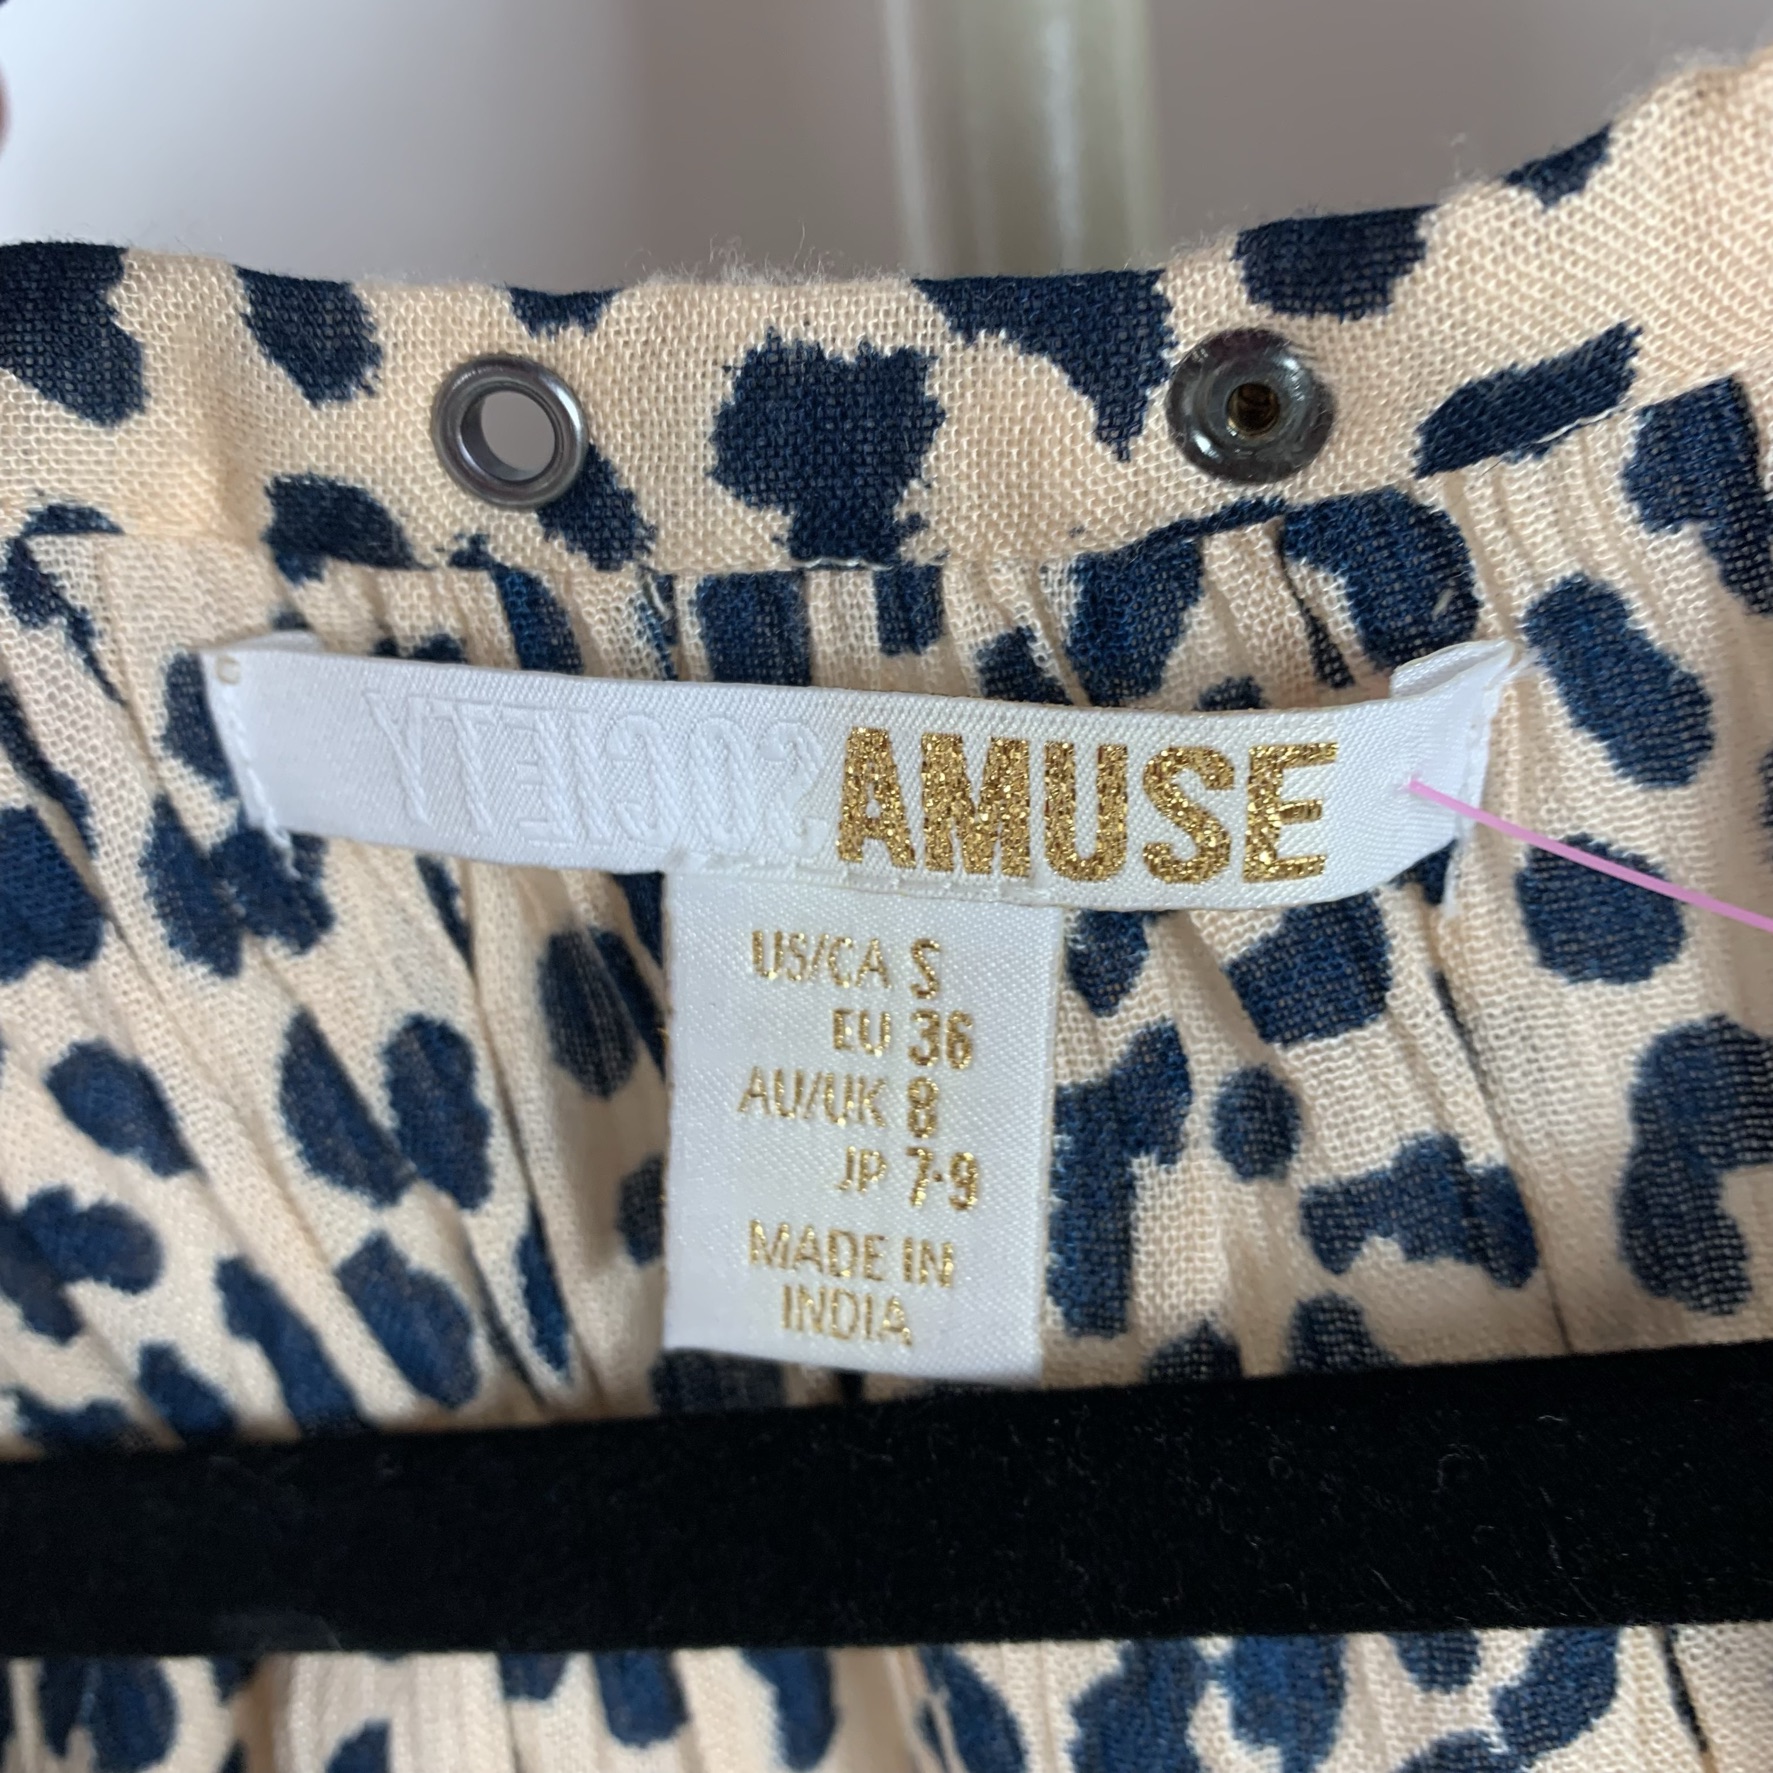 SOCIETY AMUSE
US/CA S
EU 36
AU/UK 8
JP 7-9
MADE IN
INDIA